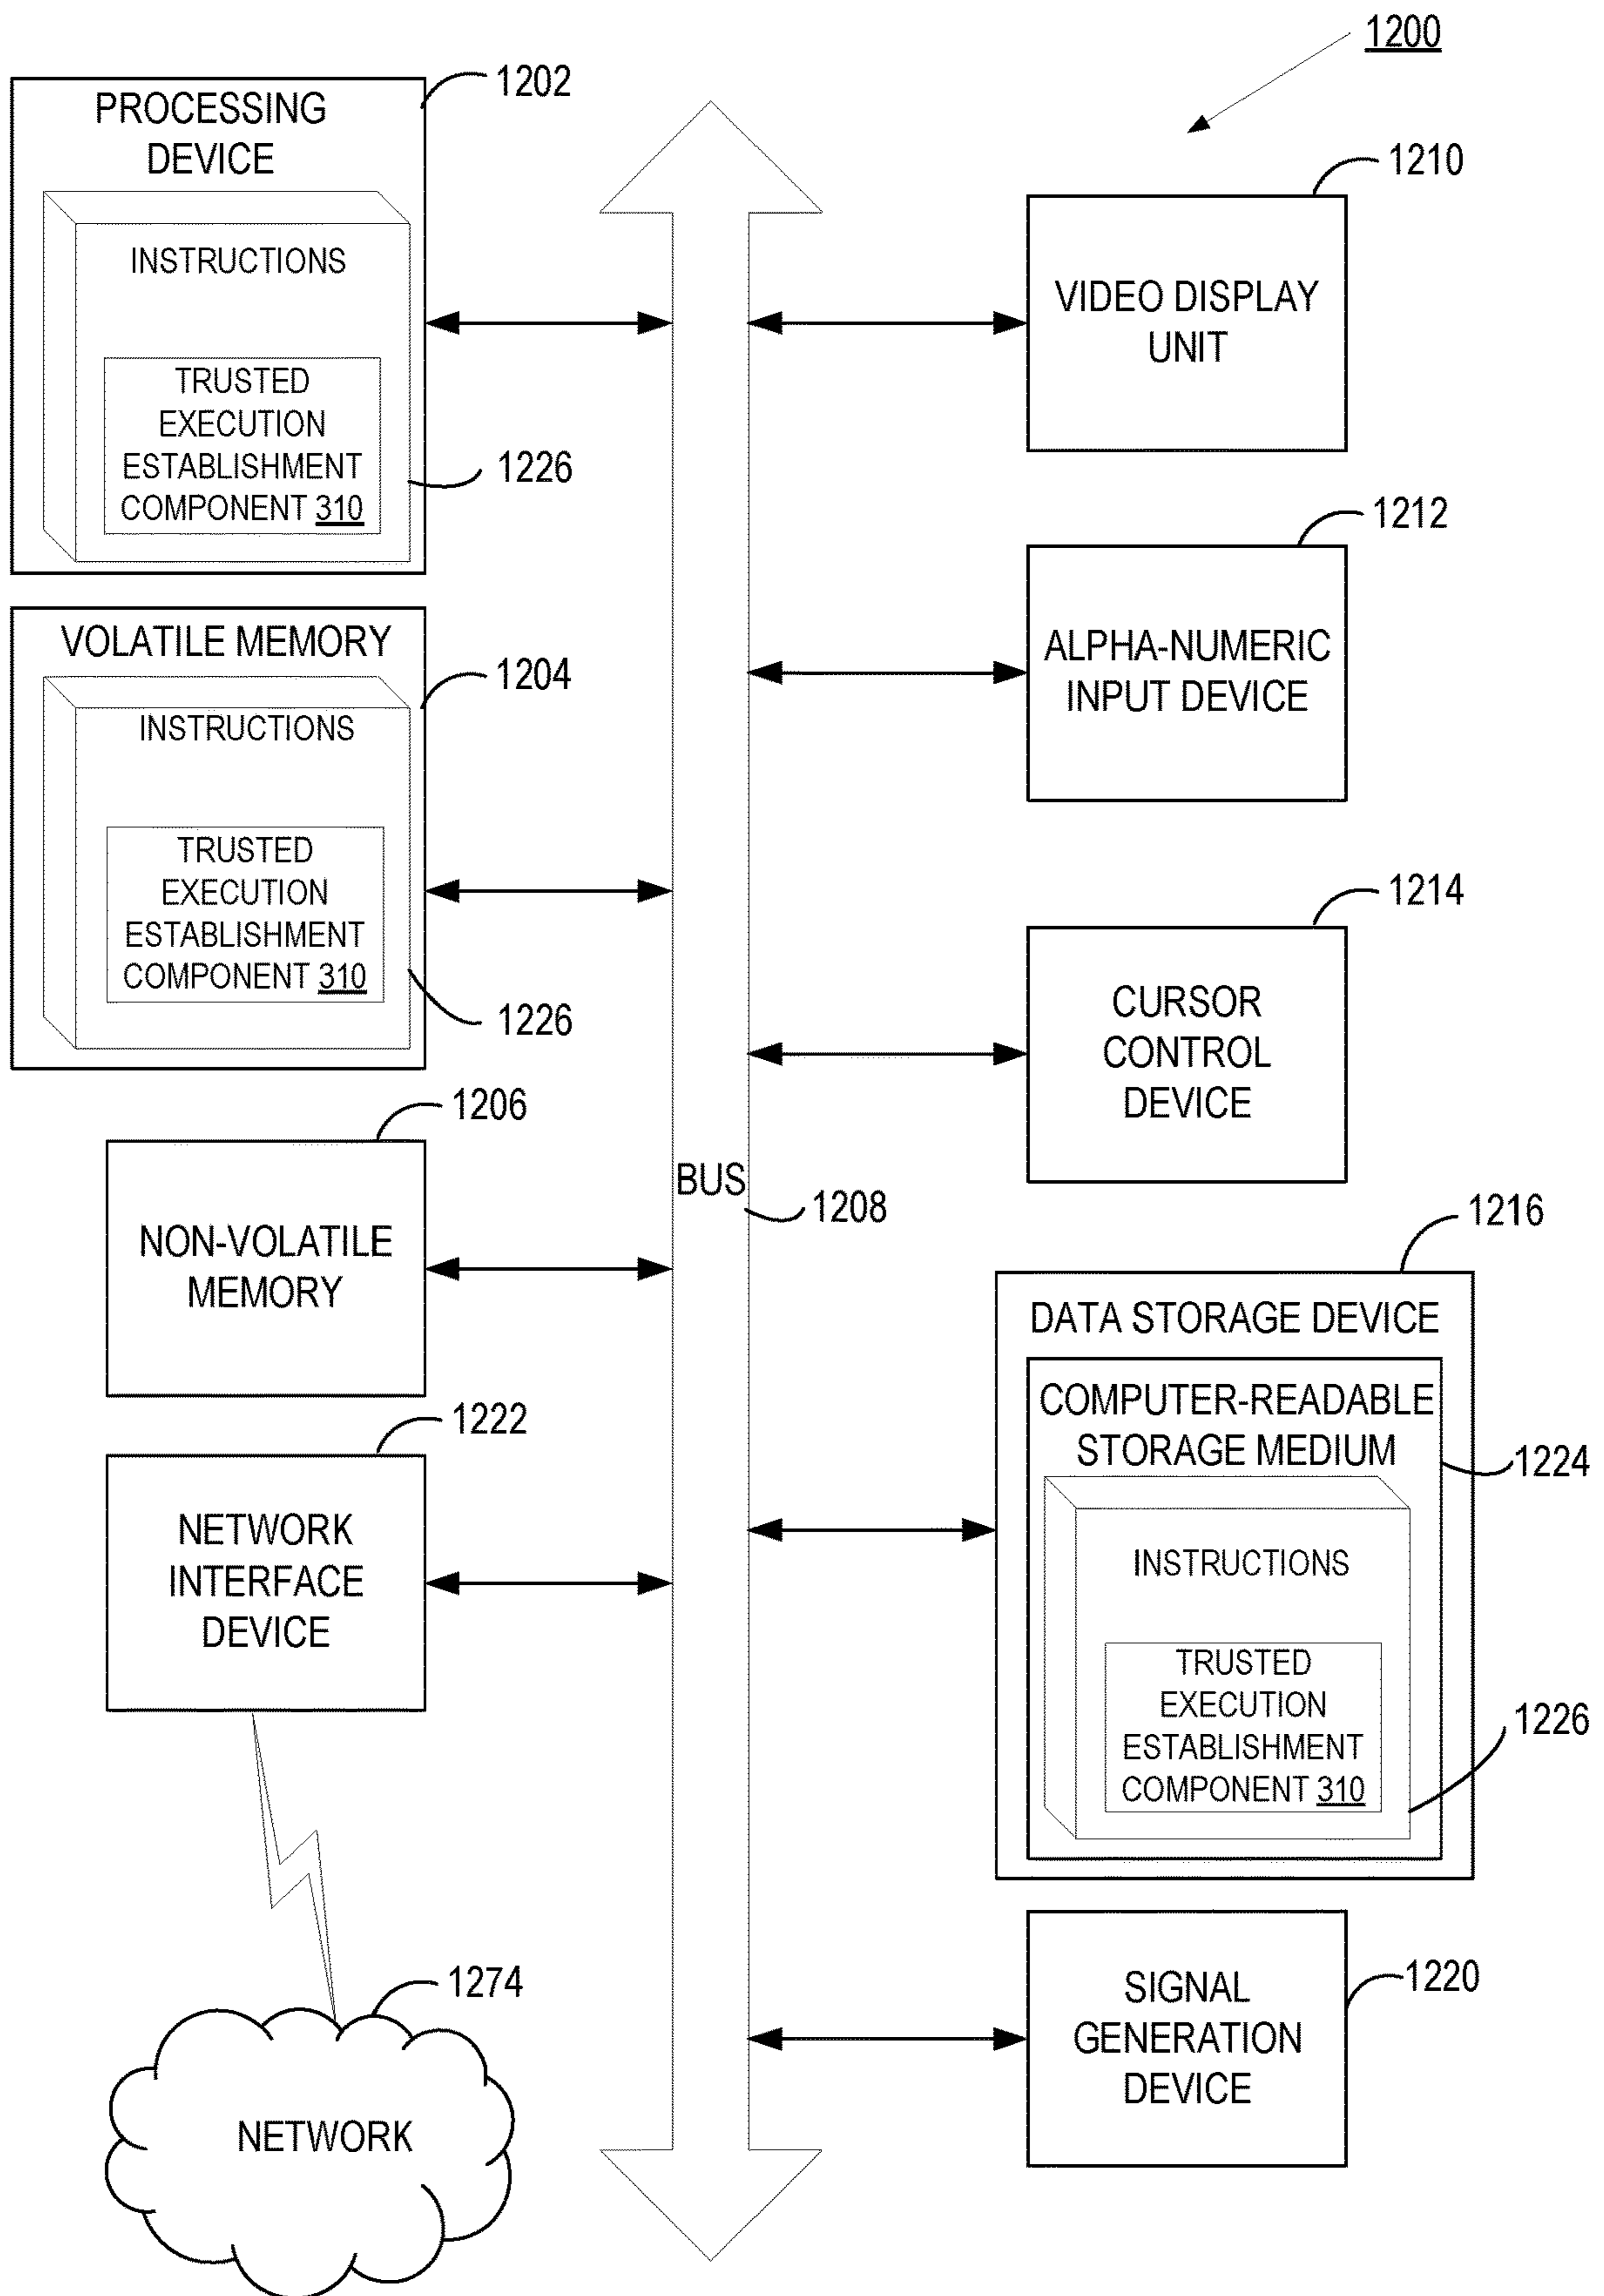 1200
1202
PROCESSING
DEVICE
INSTRUCTIONS
TRUSTED
EXECUTION
ESTABLISHMENT
COMPONENT 310
1226
VOLATILE MEMORY
1204
INSTRUCTIONS
TRUSTED
EXECUTION
ESTABLISHMENT
COMPONENT 310
1226
1206
NON-VOLATILE
MEMORY
1222
NETWORK
INTERFACE
DEVICE
1274
NETWORK
BUS
1208
1210
VIDEO DISPLAY
UNIT
1212
ALPHA-NUMERIC
INPUT DEVICE
1214
CURSOR
CONTROL
DEVICE
1216
DATA STORAGE DEVICE
COMPUTER-READABLE
STORAGE MEDIUM
1224
INSTRUCTIONS
TRUSTED
EXECUTION
ESTABLISHMENT
COMPONENT 310
1226
1220
SIGNAL
GENERATION
DEVICE